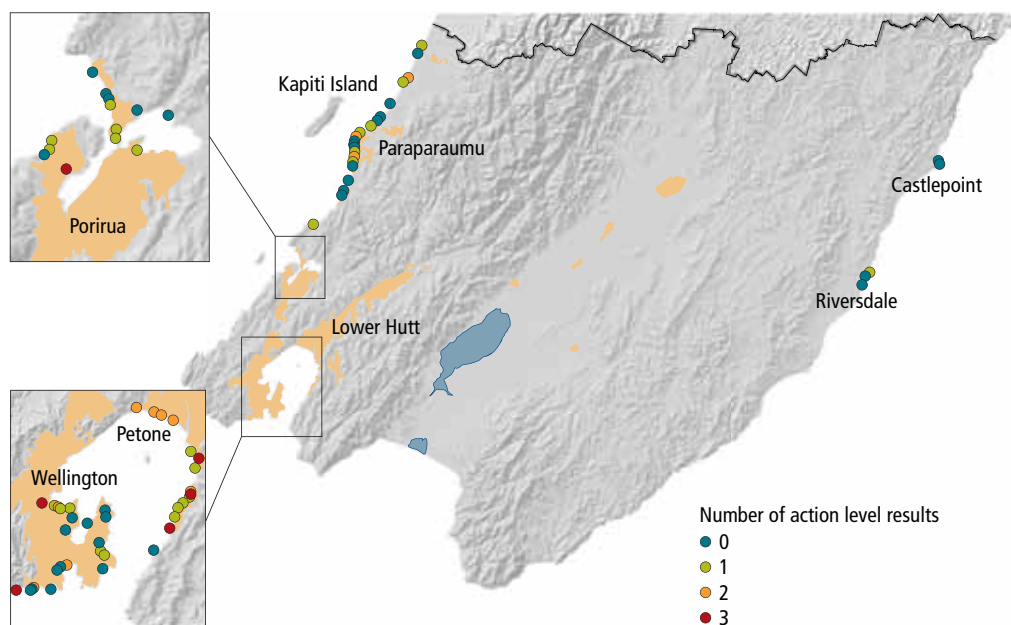 Kapiti Island
Paraparaumu
Castlepoint
Porirua
Riversdale
Lower Hutt
Petone
Wellington
Number of action level results
0
1
2
3